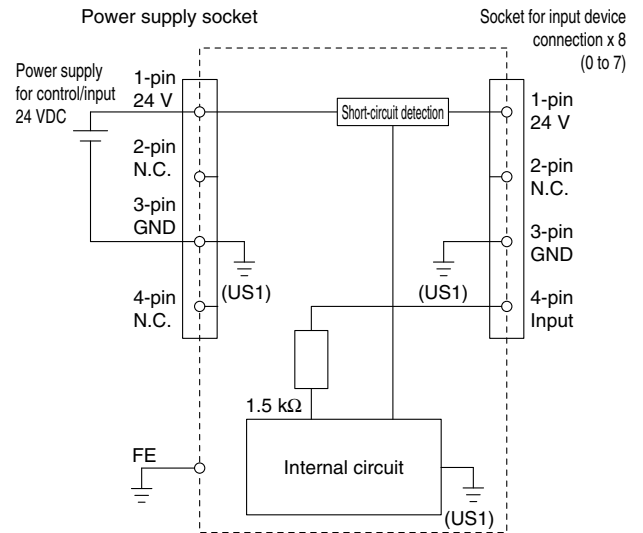 Power supply socket
Socket for input device
connection x 8
(0 to 7)
Power supply
for control/input
24 VDC
1-pin
24 V
2-pin
N.C.
3-pin
GND
(US1)
4-pin
N.C.
Short-circuit detection
1-pin
24 V
2-pin
N.C.
3-pin
GND
(US1)
4-pin
Input
1.5 kΩ
FE
Internal circuit
(US1)